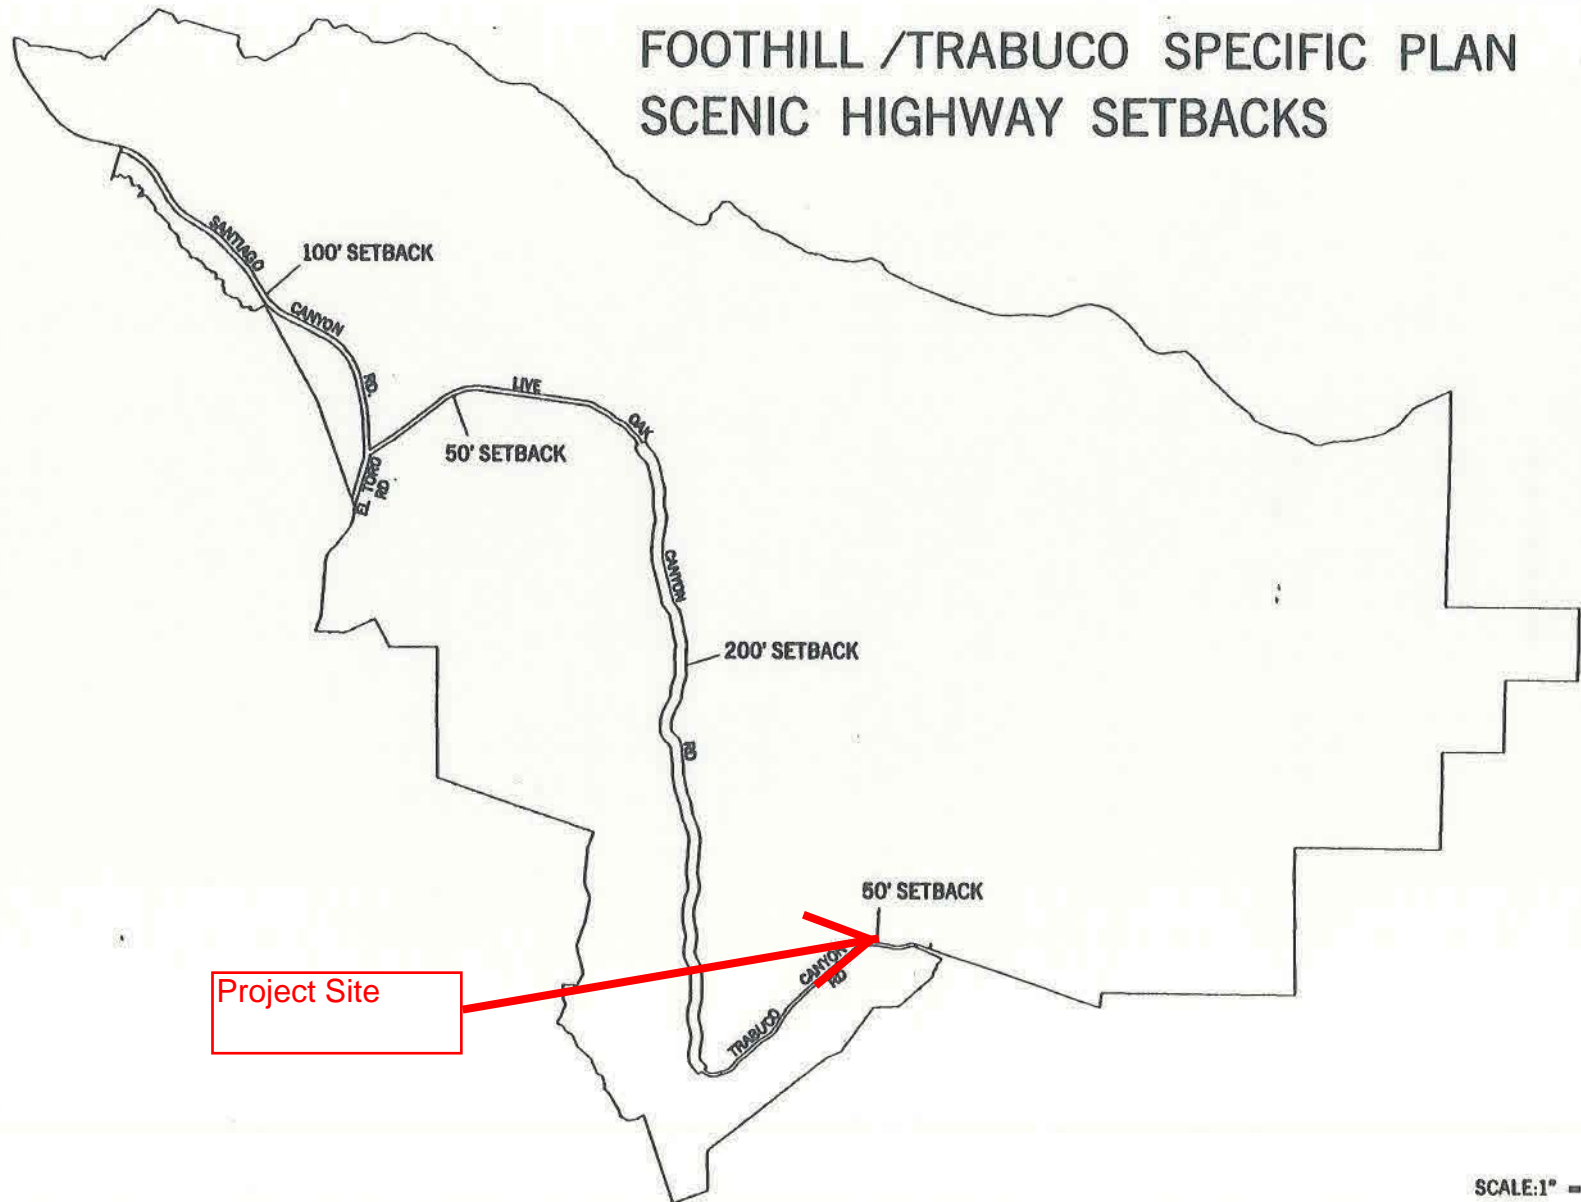 FOOTHILL /TRABUCO SPECIFIC PLAN
SCENIC HIGHWAY SETBACKS
SANTIAGO
100' SETBACK
CANYON
RD.
LIVE
OAK
50' SETBACK
EL TORO
RD
CANYON
200' SETBACK
RD
50' SETBACK
CANYON
RD
Project Site
TRABUCO
SCALE:1" =